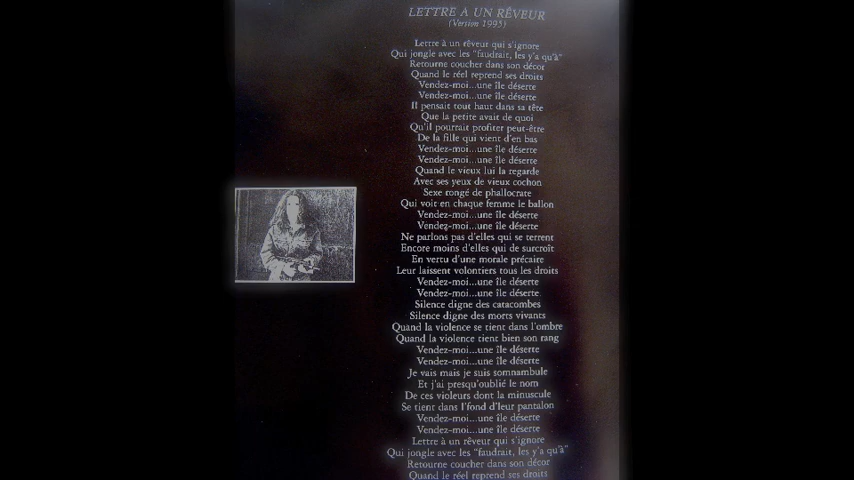 LETTRE A UN RÊVEUR
(Version 1995)
Lettre à un rêveur qui s'ignore
Qui jongle avec les "faudrait, les y'a qu'à"
Retourne coucher dans son décor
Quand le réel reprend ses droits
Vendez-moi...une île déserte
Vendez-moi...une île déserte
Il pensait tout haut dans sa tête
Que la petite avait de quoi
Qu'il pourrait profiter peut-être
De la fille qui vient d'en bas
Vendez-moi...une île déserte
Vendez-moi...une île déserte
Quand le vieux lui la regarde
Avec ses yeux de vieux cochon
Sexe rongé de phallocrate
Qui voit en chaque femme le ballon
Vendez-moi...une île déserte
Vendez-moi...une île déserte
Ne parlons pas d'elles qui se terrent
Encore moins d'elles qui de surcroît
En vertu d'une morale précaire
Leur laissent volontiers tous les droits
Vendez-moi...une île déserte
Vendez-moi...une île déserte
Silence digne des catacombes
Silence digne des morts vivants
Quand la violence se tient dans l'ombre
Quand la violence tient bien son rang
Vendez-moi...une île déserte
Vendez-moi...une île déserte
Je vais mais je suis somnambule
Et j'ai presqu'oublié le nom
De ces violeurs dont la minuscule
Se tient dans l'fond d'leur pantalon
Vendez-moi...une île déserte
Vendez-moi...une île déserte
Lettre à un rêveur qui s'ignore
Qui jongle avec les "faudrait, les y'a qu'à"
Retourne coucher dans son décor
Quand le réel reprend ses droits